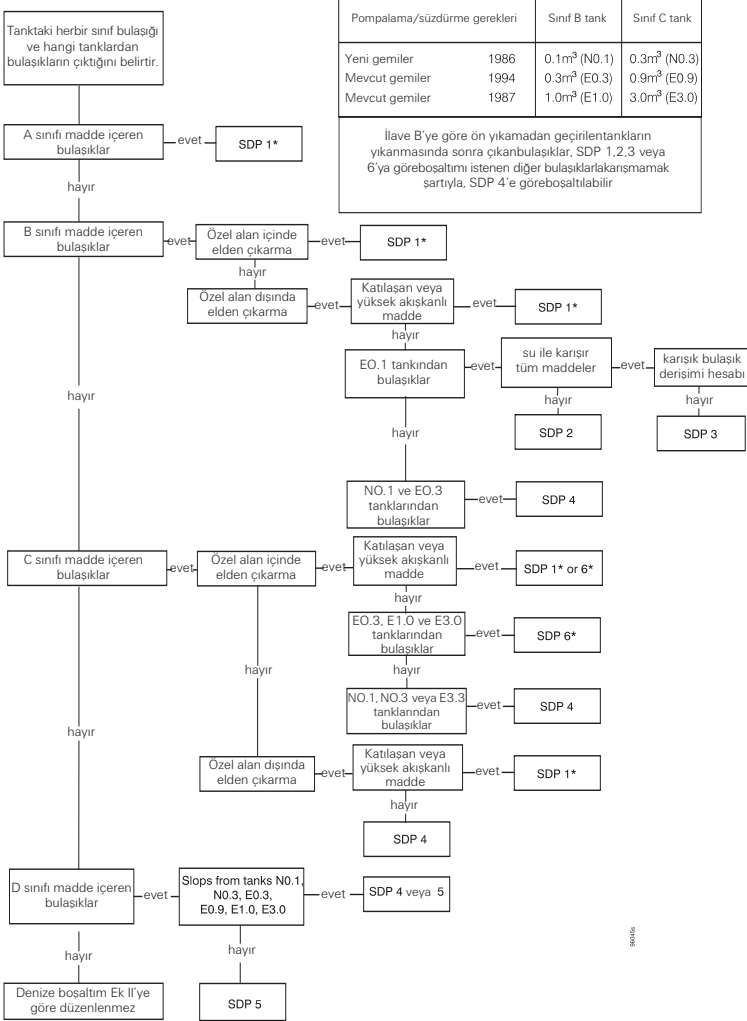 Tanktaki herbir sınıf bulaşığı
ve hangi tanklardan
bulaşıkların çıktığını belirtir.
Pompalama/süzdürme gerekleri
Sınıf B tank
Sınıf C tank
Yeni gemiler 1986 0.1m³ (N0.1) 0.3m³ (N0.3)
Mevcut gemiler 1994 0.3m³ (E0.3) 0.9m³ (E0.9)
Mevcut gemiler 1987 1.0m³ (E1.0) 3.0m³ (E3.0)
İlave B'ye göre ön yıkamadan geçirilentankların
yıkanmasında sonra çıkanbulaşıklar, SDP 1,2,3 veya
6'ya göreboşaltımı istenen diğer bulaşıklarlakarışmamak
şartıyla, SDP 4'e göreboşaltılabilir
A sınıfı madde içeren
bulaşıklar
evet
SDP 1*
hayır
B sınıfı madde içeren
bulaşıklar
evet
Özel alan içinde
elden çıkarma
evet
SDP 1*
hayır
Özel alan dışında
elden çıkarma
evet
Katılaşan veya
yüksek akışkanlı
madde
evet
SDP 1*
hayır
EO.1 tankından
bulaşıklar
evet
su ile karışır
tüm maddeler
evet
karışık bulaşık
derişimi hesabı
hayır
hayır
SDP 2
SDP 3
hayır
hayır
NO.1 ve EO.3
tanklarından
bulaşıklar
evet
SDP 4
C sınıfı madde içeren
bulaşıklar
evet
Özel alan içinde
elden çıkarma
evet
Katılaşan veya
yüksek akışkanlı
madde
evet
SDP 1* or 6*
hayır
EO.3, E1.0 ve E3.0
tanklarından
bulaşıklar
evet
SDP 6*
hayır
hayır
NO.1, NO.3 veya E3.3
tanklarından
bulaşıklar
evet
SDP 4
hayır
Özel alan dışında
elden çıkarma
evet
Katılaşan veya
yüksek akışkanlı
madde
evet
SDP 1*
hayır
SDP 4
D sınıfı madde içeren
bulaşıklar
evet
Slops from tanks N0.1,
N0.3, E0.3,
E0.9, E1.0, E3.0
evet
SDP 4 veya 5
hayır
hayır
Denize boşaltım Ek II'ye
göre düzenlenmez
SDP 5